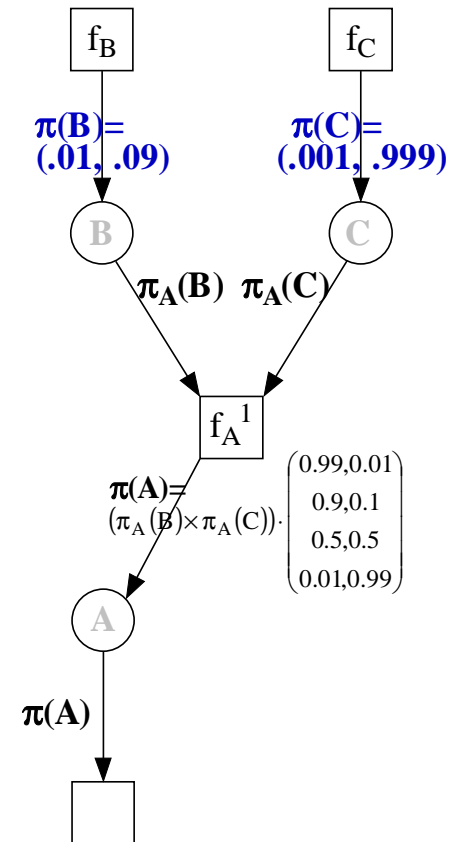 f_B f_C
π(B)= π(C)=
(.01, .09) (.001, .999)
B C
π_A(B) π_A(C)
f_A^1
π(A)=
(π_A(B)×π_A(C))·
0.99,0.01
0.9,0.1
0.5,0.5
0.01,0.99
A
π(A)